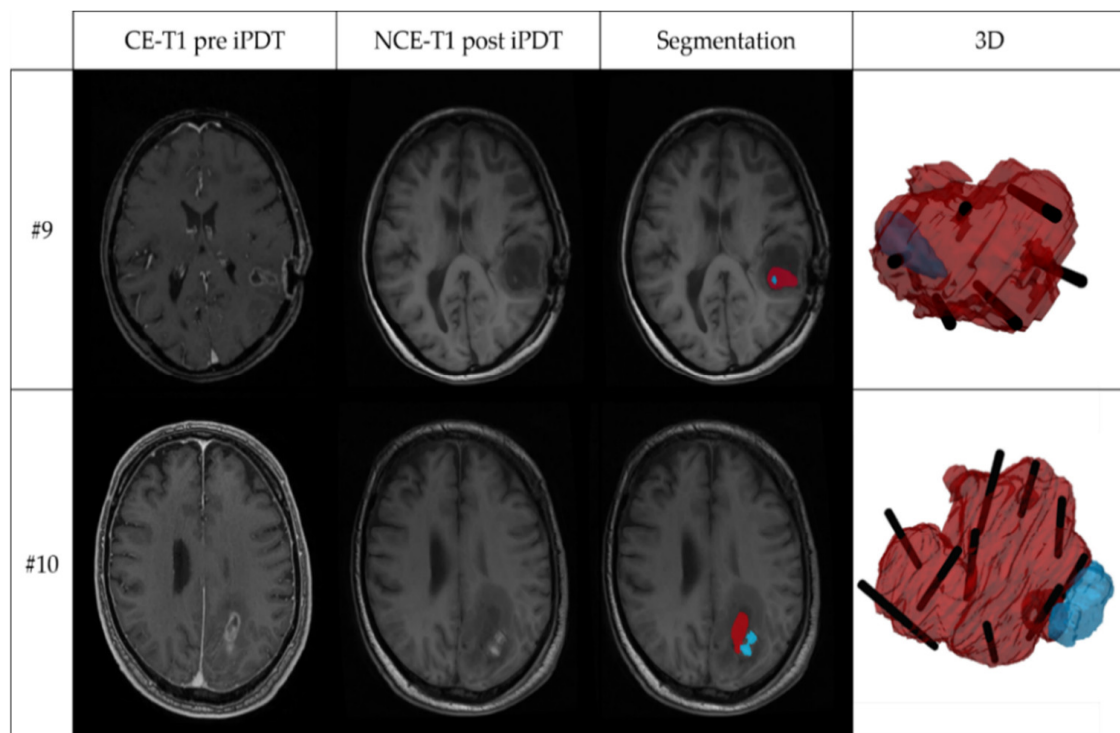 CE-T1 pre iPDT
NCE-T1 post iPDT
Segmentation
3D
#9
#10